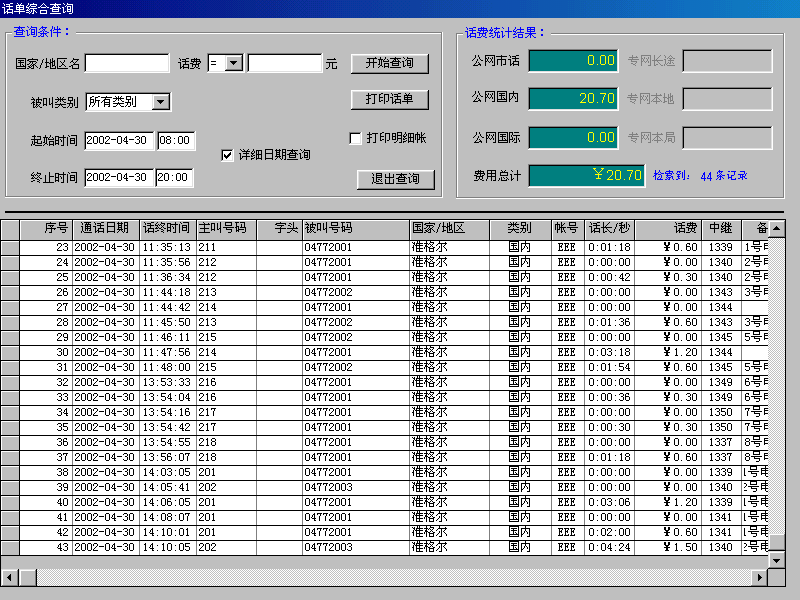 话单综合查询
查询条件：
国家/地区名 话费 = 元 开始查询
被叫类别 所有类别 打印话单
起始时间 2002-04-30 08:00 打印明细帐
详细日期查询
终止时间 2002-04-30 20:00 退出查询
话费统计结果：
公网市话 0.00 专网长途
公网国内 20.70 专网本地
公网国际 0.00 专网本局
费用总计 ￥20.70 检索到: 44 条记录
序号 通话日期 话终时间 主叫号码 字头 被叫号码 国家/地区 类别 帐号 话长/秒 话费 中继 备
23 2002-04-30 11:35:13 211 04772001 准格尔 国内 EEE 0:01:18 ￥0.60 1339 1号电
24 2002-04-30 11:35:56 212 04772001 准格尔 国内 EEE 0:00:00 ￥0.00 1340 2号电
25 2002-04-30 11:36:34 212 04772001 准格尔 国内 EEE 0:00:42 ￥0.30 1340 2号电
26 2002-04-30 11:44:18 213 04772002 准格尔 国内 EEE 0:00:00 ￥0.00 1343 3号电
27 2002-04-30 11:44:42 214 04772001 准格尔 国内 EEE 0:00:00 ￥0.00 1344
28 2002-04-30 11:45:50 213 04772002 准格尔 国内 EEE 0:01:36 ￥0.60 1343 3号电
29 2002-04-30 11:46:11 215 04772002 准格尔 国内 EEE 0:00:00 ￥0.00 1345 5号电
30 2002-04-30 11:47:56 214 04772001 准格尔 国内 EEE 0:03:18 ￥1.20 1344
31 2002-04-30 11:48:00 215 04772002 准格尔 国内 EEE 0:01:54 ￥0.60 1345 5号电
32 2002-04-30 13:53:33 216 04772001 准格尔 国内 EEE 0:00:00 ￥0.00 1349 6号电
33 2002-04-30 13:54:04 216 04772001 准格尔 国内 EEE 0:00:36 ￥0.30 1349 6号电
34 2002-04-30 13:54:16 217 04772001 准格尔 国内 EEE 0:00:00 ￥0.00 1350 7号电
35 2002-04-30 13:54:42 217 04772001 准格尔 国内 EEE 0:00:30 ￥0.30 1350 7号电
36 2002-04-30 13:54:55 218 04772001 准格尔 国内 EEE 0:00:00 ￥0.00 1337 8号电
37 2002-04-30 13:56:07 218 04772001 准格尔 国内 EEE 0:01:18 ￥0.60 1337 8号电
38 2002-04-30 14:03:05 201 04772001 准格尔 国内 EEE 0:00:00 ￥0.00 1339 1号电
39 2002-04-30 14:05:41 202 04772003 准格尔 国内 EEE 0:00:00 ￥0.00 1340 2号电
40 2002-04-30 14:06:05 201 04772001 准格尔 国内 EEE 0:03:06 ￥1.20 1339 1号电
41 2002-04-30 14:08:07 201 04772001 准格尔 国内 EEE 0:00:00 ￥0.00 1341 1号电
42 2002-04-30 14:10:01 201 04772001 准格尔 国内 EEE 0:02:00 ￥0.60 1341 1号电
43 2002-04-30 14:10:05 202 04772003 准格尔 国内 EEE 0:04:24 ￥1.50 1340 2号电